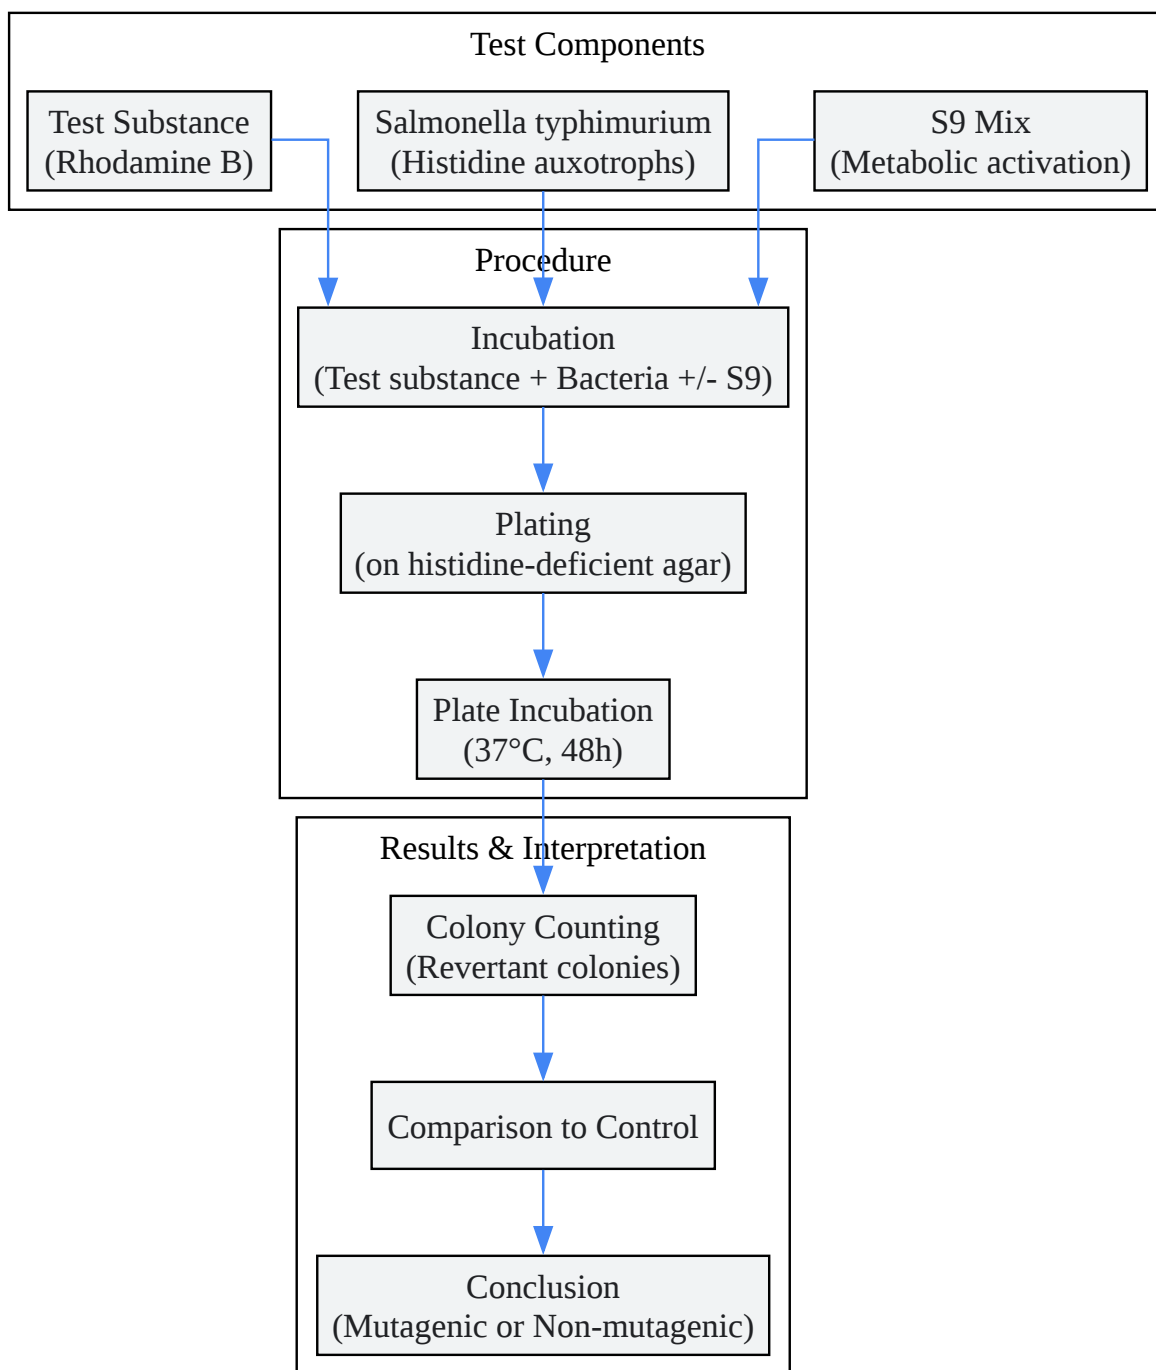 Test Components
Test Substance
(Rhodamine B)
Salmonella typhimurium
(Histidine auxotrophs)
S9 Mix
(Metabolic activation)
Procedure
Incubation
(Test substance + Bacteria +/- S9)
Plating
(on histidine-deficient agar)
Plate Incubation
(37°C, 48h)
Results & Interpretation
Colony Counting
(Revertant colonies)
Comparison to Control
Conclusion
(Mutagenic or Non-mutagenic)